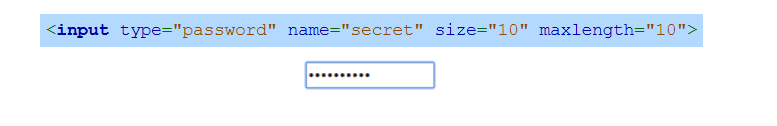 <input type="password" name="secret" size="10" maxlength="10">
••••••••••